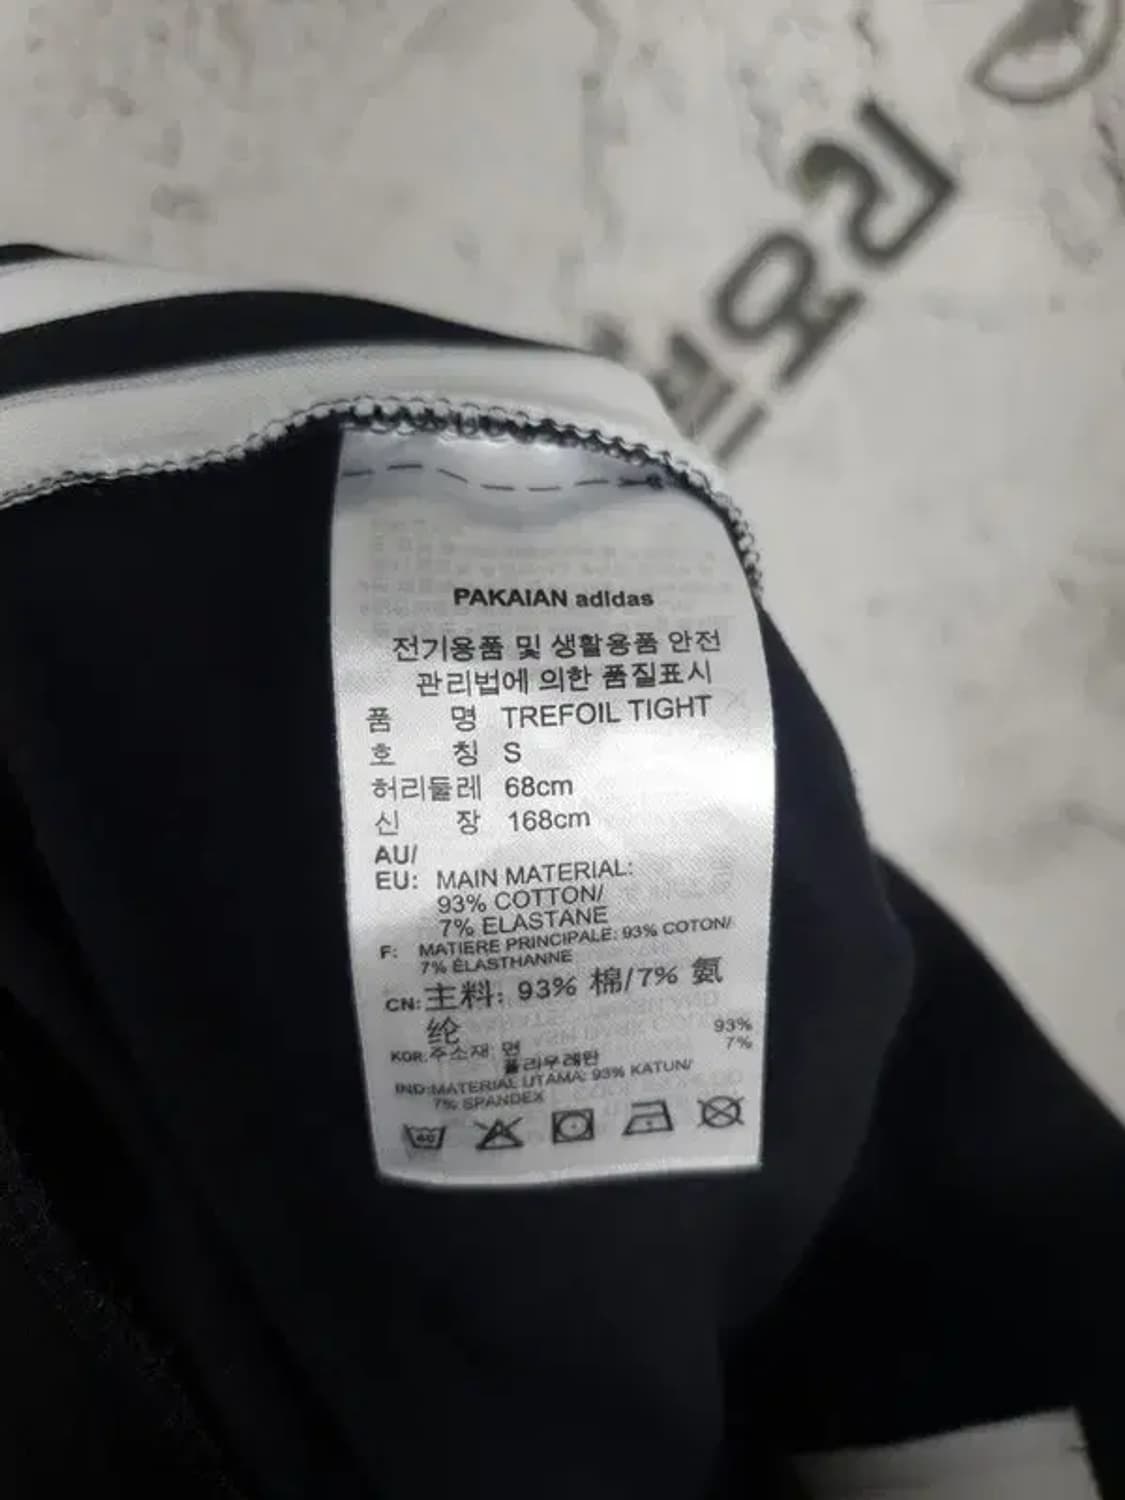 PAKAIAN adidas
전기용품 및 생활용품 안전
관리법에 의한 품질표시
품 명 TREFOIL TIGHT
호 칭 S
허리둘레 68cm
신 장 168cm
AU/
EU: MAIN MATERIAL:
93% COTTON/
7% ELASTANE
F: MATIERE PRINCIPALE: 93% COTON/
7% ÉLASTHANNE
CN: 主料: 93% 棉/7% 氨
纶
KOR: 주소재: 면 93%
폴리우레탄 7%
IND:MATERIAL UTAMA: 93% KATUN/
7% SPANDEX
40